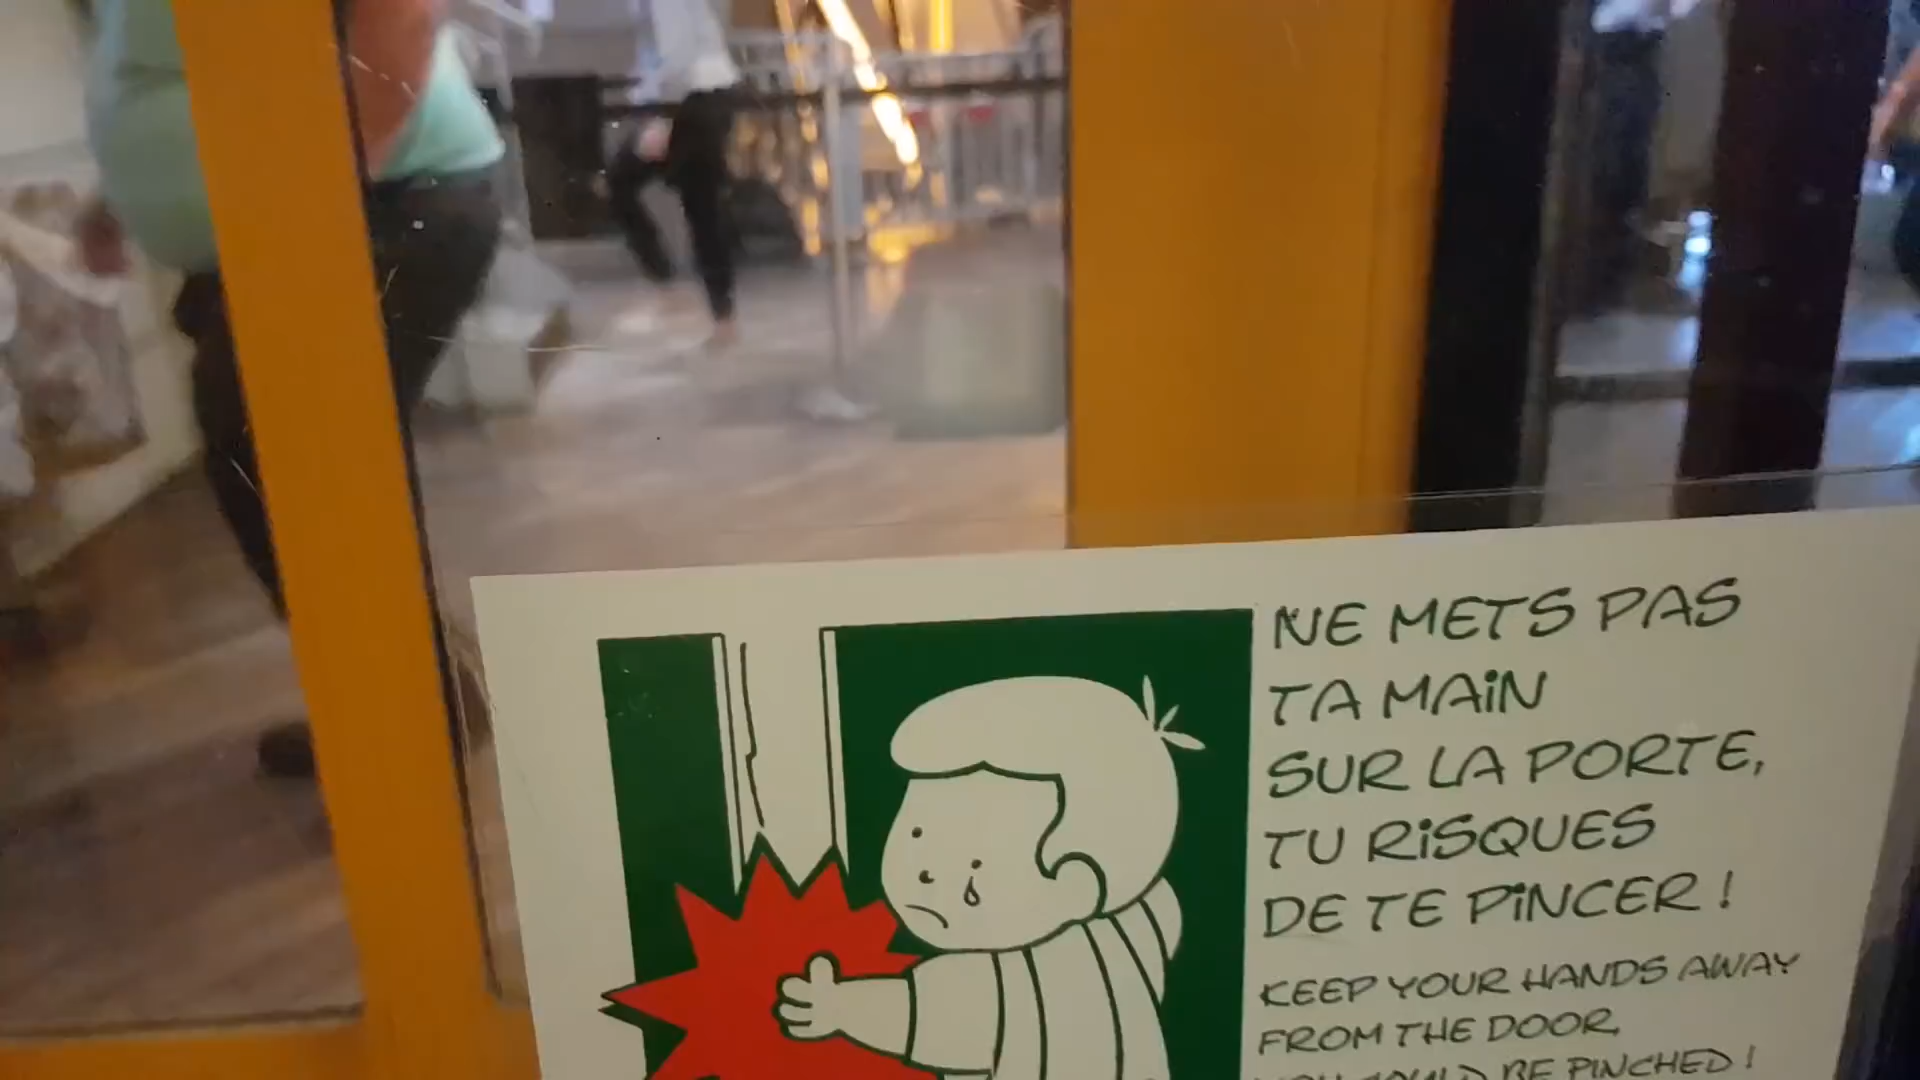 NE METS PAS
TA MAIN
SUR LA PORTE,
TU RISQUES
DE TE PINCER !
KEEP YOUR HANDS AWAY
FROM THE DOOR,
BE PINCHED !